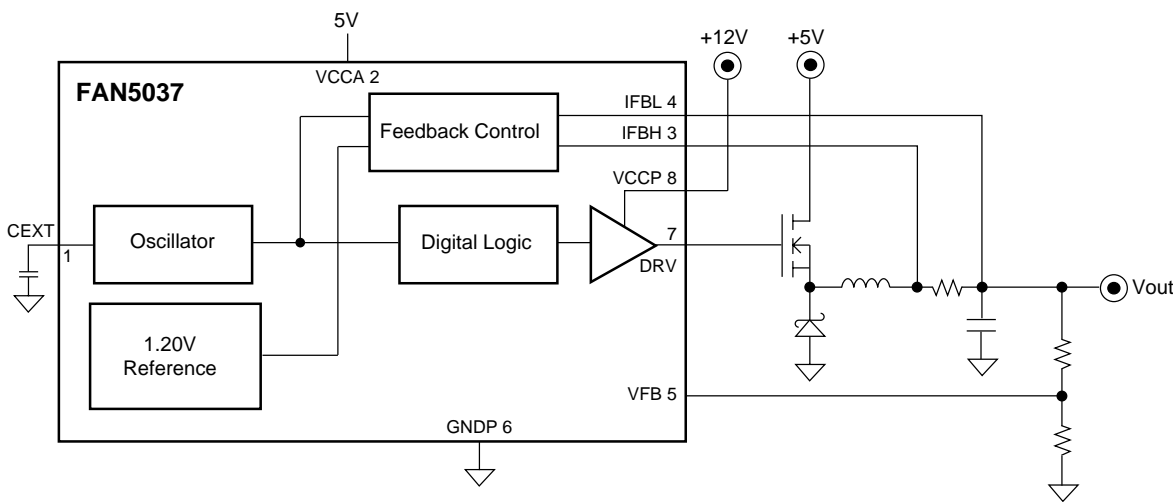 5V
+12V
+5V
VCCA 2
FAN5037
IFBL 4
Feedback Control
IFBH 3
VCCP 8
CEXT
1
Oscillator
Digital Logic
7
DRV
Vout
1.20V
Reference
VFB 5
GNDP 6